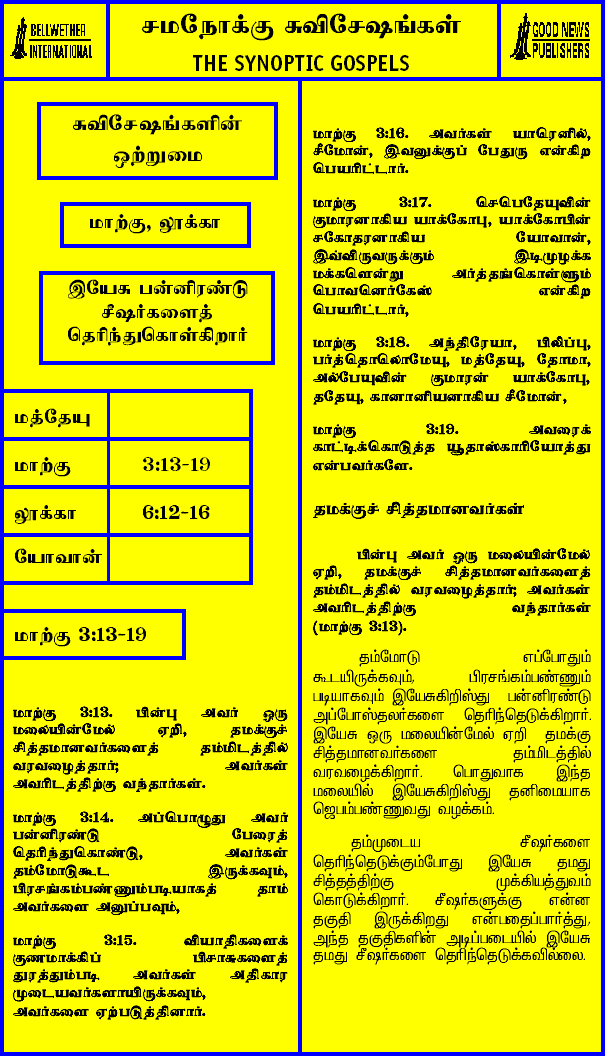 BELLWETHER
INTERNATIONAL
சமநோக்கு சுவிசேஷங்கள்
THE SYNOPTIC GOSPELS
GOOD NEWS
PUBLISHERS
சுவிசேஷங்களின்
ஒற்றுமை
மாற்கு, லூக்கா
இயேசு பன்னிரண்டு
சீஷர்களைத்
தெரிந்துகொள்கிறார்
மத்தேயு
மாற்கு 3:13-19
லூக்கா 6:12-16
யோவான்
மாற்கு 3:13-19
மாற்கு 3:13. பின்பு அவர் ஒரு
மலையின்மேல் ஏறி, தமக்குச்
சித்தமானவர்களைத் தம்மிடத்தில்
வரவழைத்தார்; அவர்கள்
அவரிடத்திற்கு வந்தார்கள்.
மாற்கு 3:14. அப்பொழுது அவர்
பன்னிரண்டு பேரைத்
தெரிந்துகொண்டு, அவர்கள்
தம்மோடுகூட இருக்கவும்,
பிரசங்கம்பண்ணும்படியாகத் தாம்
அவர்களை அனுப்பவும்,
மாற்கு 3:15. வியாதிகளைக்
குணமாக்கிப் பிசாசுகளைத்
துரத்தும்படி அவர்கள் அதிகார
முடையவர்களாயிருக்கவும்,
அவர்களை ஏற்படுத்தினார்.
மாற்கு 3:16. அவர்கள் யாரெனில்,
சீமோன், இவனுக்குப் பேதுரு என்கிற
பெயரிட்டார்.
மாற்கு 3:17. செபெதேயுவின்
குமாரனாகிய யாக்கோபு, யாக்கோபின்
சகோதரனாகிய யோவான்,
இவ்விருவருக்கும் இடிமுழக்க
மக்களென்று அர்த்தங்கொள்ளும்
பொவனெர்கேஸ் என்கிற
பெயரிட்டார்,
மாற்கு 3:18. அந்திரேயா, பிலிப்பு,
பர்த்தொலொமேயு, மத்தேயு, தோமா,
அல்பேயுவின் குமாரன் யாக்கோபு,
ததேயு, கானானியனாகிய சீமோன்,
மாற்கு 3:19. அவரைக்
காட்டிக்கொடுத்த யூதாஸ்காரியோத்து
என்பவர்களே.
தமக்குச் சித்தமானவர்கள்
பின்பு அவர் ஒரு மலையின்மேல்
ஏறி, தமக்குச் சித்தமானவர்களைத்
தம்மிடத்தில் வரவழைத்தார்; அவர்கள்
அவரிடத்திற்கு வந்தார்கள்
(மாற்கு 3:13).
தம்மோடு எப்போதும்
கூடயிருக்கவும், பிரசங்கம்பண்ணும்
படியாகவும் இயேசுகிறிஸ்து பன்னிரண்டு
அப்போஸ்தலர்களை தெரிந்தெடுக்கிறார்.
இயேசு ஒரு மலையின்மேல் ஏறி தமக்கு
சித்தமானவர்களை தம்மிடத்தில்
வரவழைக்கிறார். பொதுவாக இந்த
மலையில் இயேசுகிறிஸ்து தனிமையாக
ஜெபம்பண்ணுவது வழக்கம்.
தம்முடைய சீஷர்களை
தெரிந்தெடுக்கும்போது இயேசு தமது
சித்தத்திற்கு முக்கியத்துவம்
கொடுக்கிறார். சீஷர்களுக்கு என்ன
தகுதி இருக்கிறது என்பதைப்பார்த்து,
அந்த தகுதிகளின் அடிப்படையில் இயேசு
தமது சீஷர்களை தெரிந்தெடுக்கவில்லை.